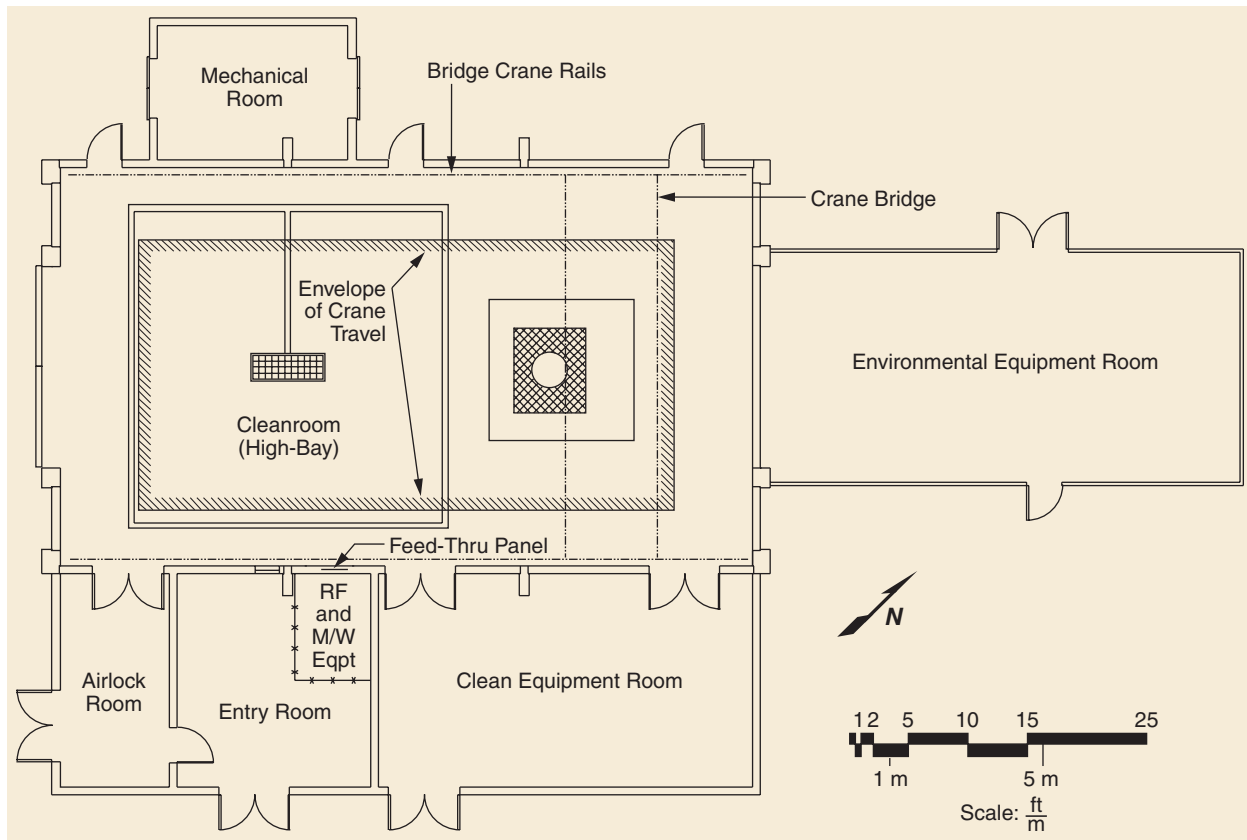 Mechanical
Room
Bridge Crane Rails
Crane Bridge
Envelope
of Crane
Travel
Environmental Equipment Room
Cleanroom
(High-Bay)
Feed-Thru Panel
RF
and
M/W
Eqpt
N
Airlock
Room
Entry Room
Clean Equipment Room
1 2 5 10 15 25
1 m 5 m
Scale: ft
m